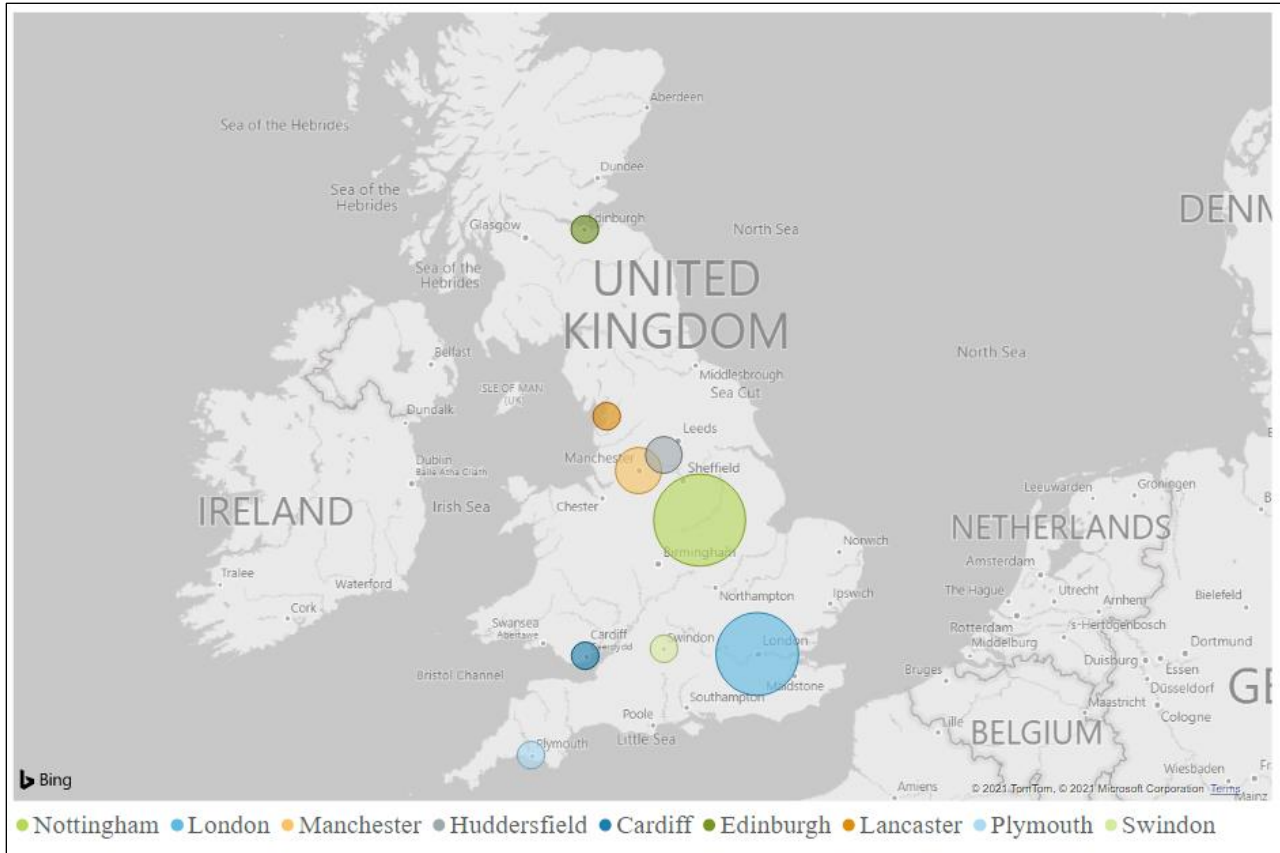 Aberdeen
Sea of the Hebrides
Dundee
Sea of the
Hebrides
Edinburgh
Glasgow
North Sea
DENM
Sea of the
Hebrides
UNITED
KINGDOM
Belfast
North Sea
Middlesbrough
ISLE OF MAN
(UK)
Sea Cut
Dundalk
Leeds
Manchester
Dublin
Baile Átha Cliath
Sheffield
Leeuwarden
Groningen
Chester
Irish Sea
IRELAND
NETHERLANDS
Norwich
Birmingham
Amsterdam
Tralee
Waterford
Northampton
Ipswich
The Hague
Utrecht
Arnhem
Bielefeld
Cork
Swansea
Abertawe
Cardiff
Swindon
London
Rotterdam
's-Hertogenbosch
Middelburg
Dortmund
Bristol Channel
Maidstone
Bruges
Duisburg
Essen
Düsseldorf
GE
Southampton
Maastricht
Cologne
Poole
Little Sea
Plymouth
Lille
BELGIUM
Wiesbaden
Fr
Bing
Amiens
© 2021 TomTom, © 2021 Microsoft Corporation Terms
Mainz
Nottingham London Manchester Huddersfield Cardiff Edinburgh Lancaster Plymouth Swindon